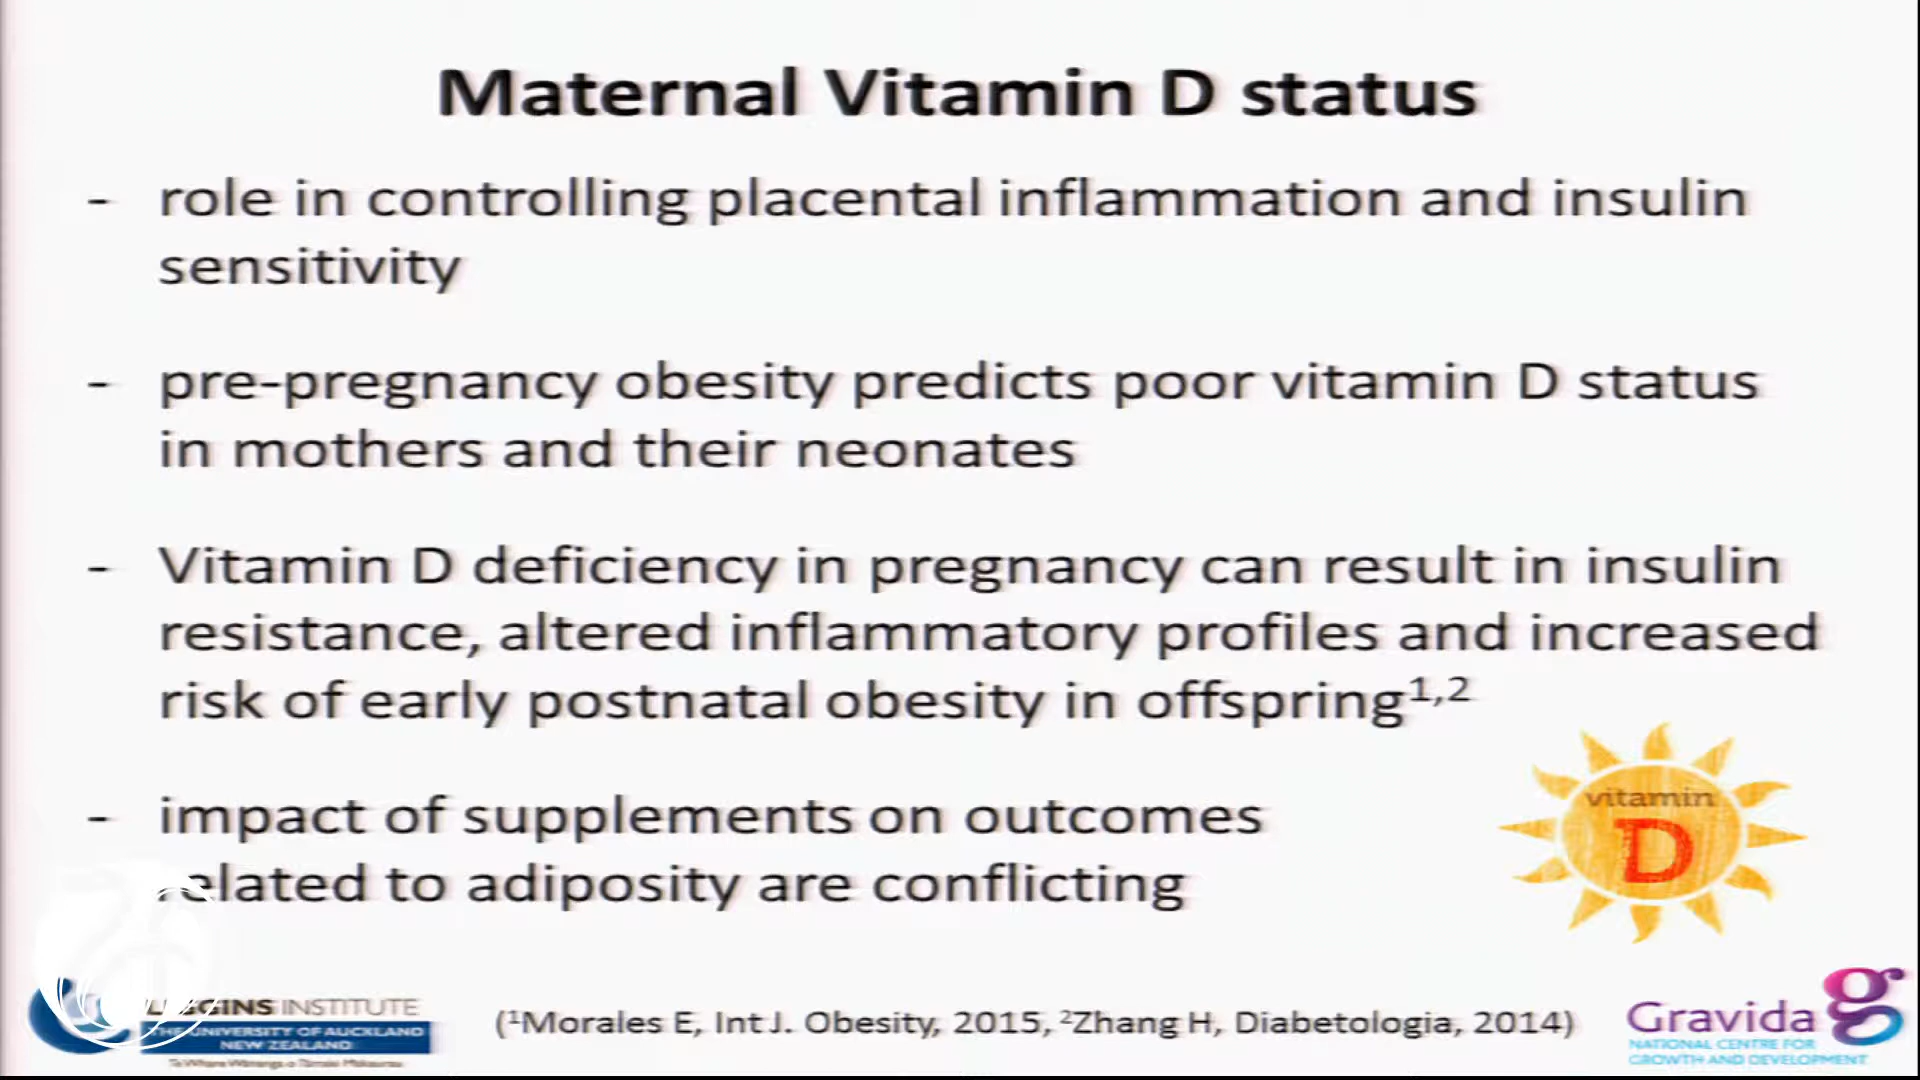 Maternal Vitamin D status
- role in controlling placental inflammation and insulin
sensitivity
- pre-pregnancy obesity predicts poor vitamin D status
in mothers and their neonates
- Vitamin D deficiency in pregnancy can result in insulin
resistance, altered inflammatory profiles and increased
risk of early postnatal obesity in offspring¹,²
- impact of supplements on outcomes
related to adiposity are conflicting
vitamin
D
LIGGINS INSTITUTE
THE UNIVERSITY OF AUCKLAND
NEW ZEALAND
(¹Morales E, Int J. Obesity, 2015, ²Zhang H, Diabetologia, 2014)
Gravida
NATIONAL CENTRE FOR
GROWTH AND DEVELOPMENT